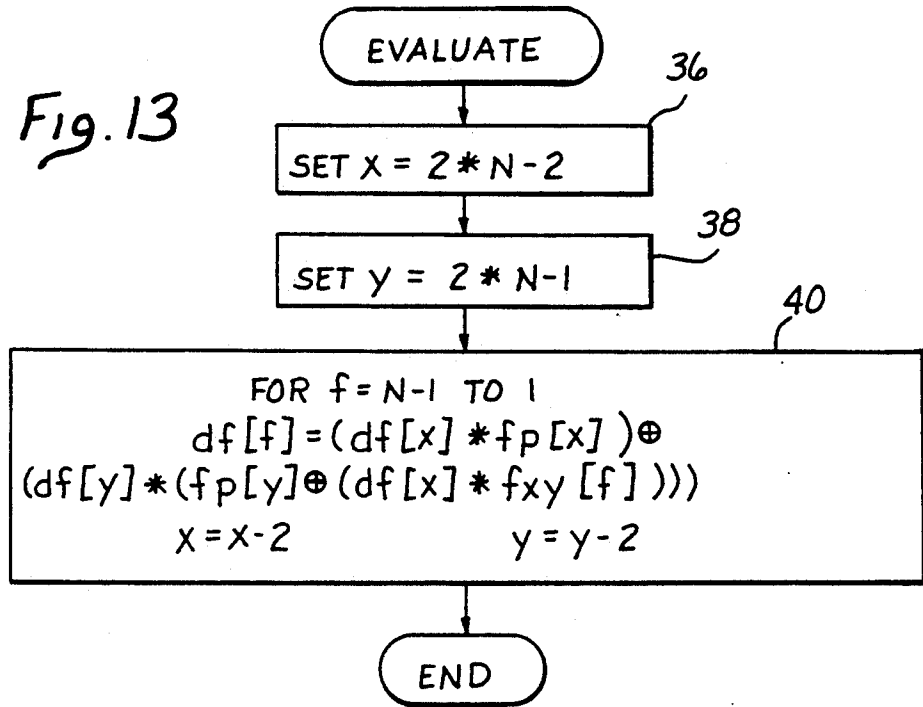 EVALUATE
36
Fig. 13
SET X = 2 * N-2
38
SET Y = 2 * N-1
40
FOR f = N-1 TO 1
df[f] = (df[x] * fp[x]) ⊕
(df[y] * (fp[y] ⊕ (df[x] * fxy[f])))
X = X-2 y = y-2
END